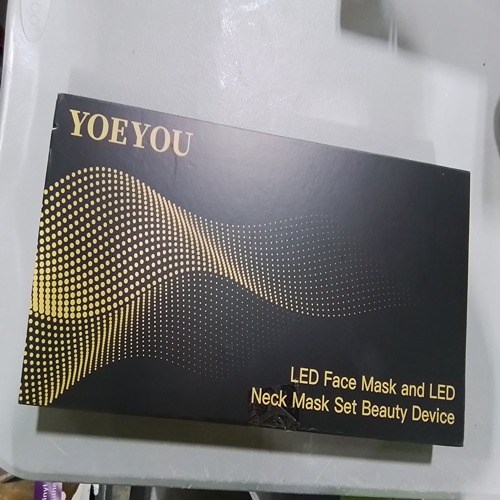 YOEYOU
LED Face Mask and LED
Neck Mask Set Beauty Device